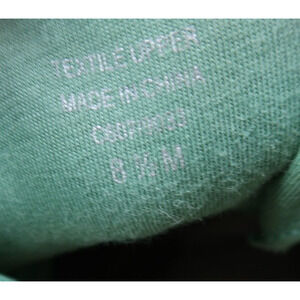 TEXTILE UPPER
MADE IN CHINA
8 ½ M